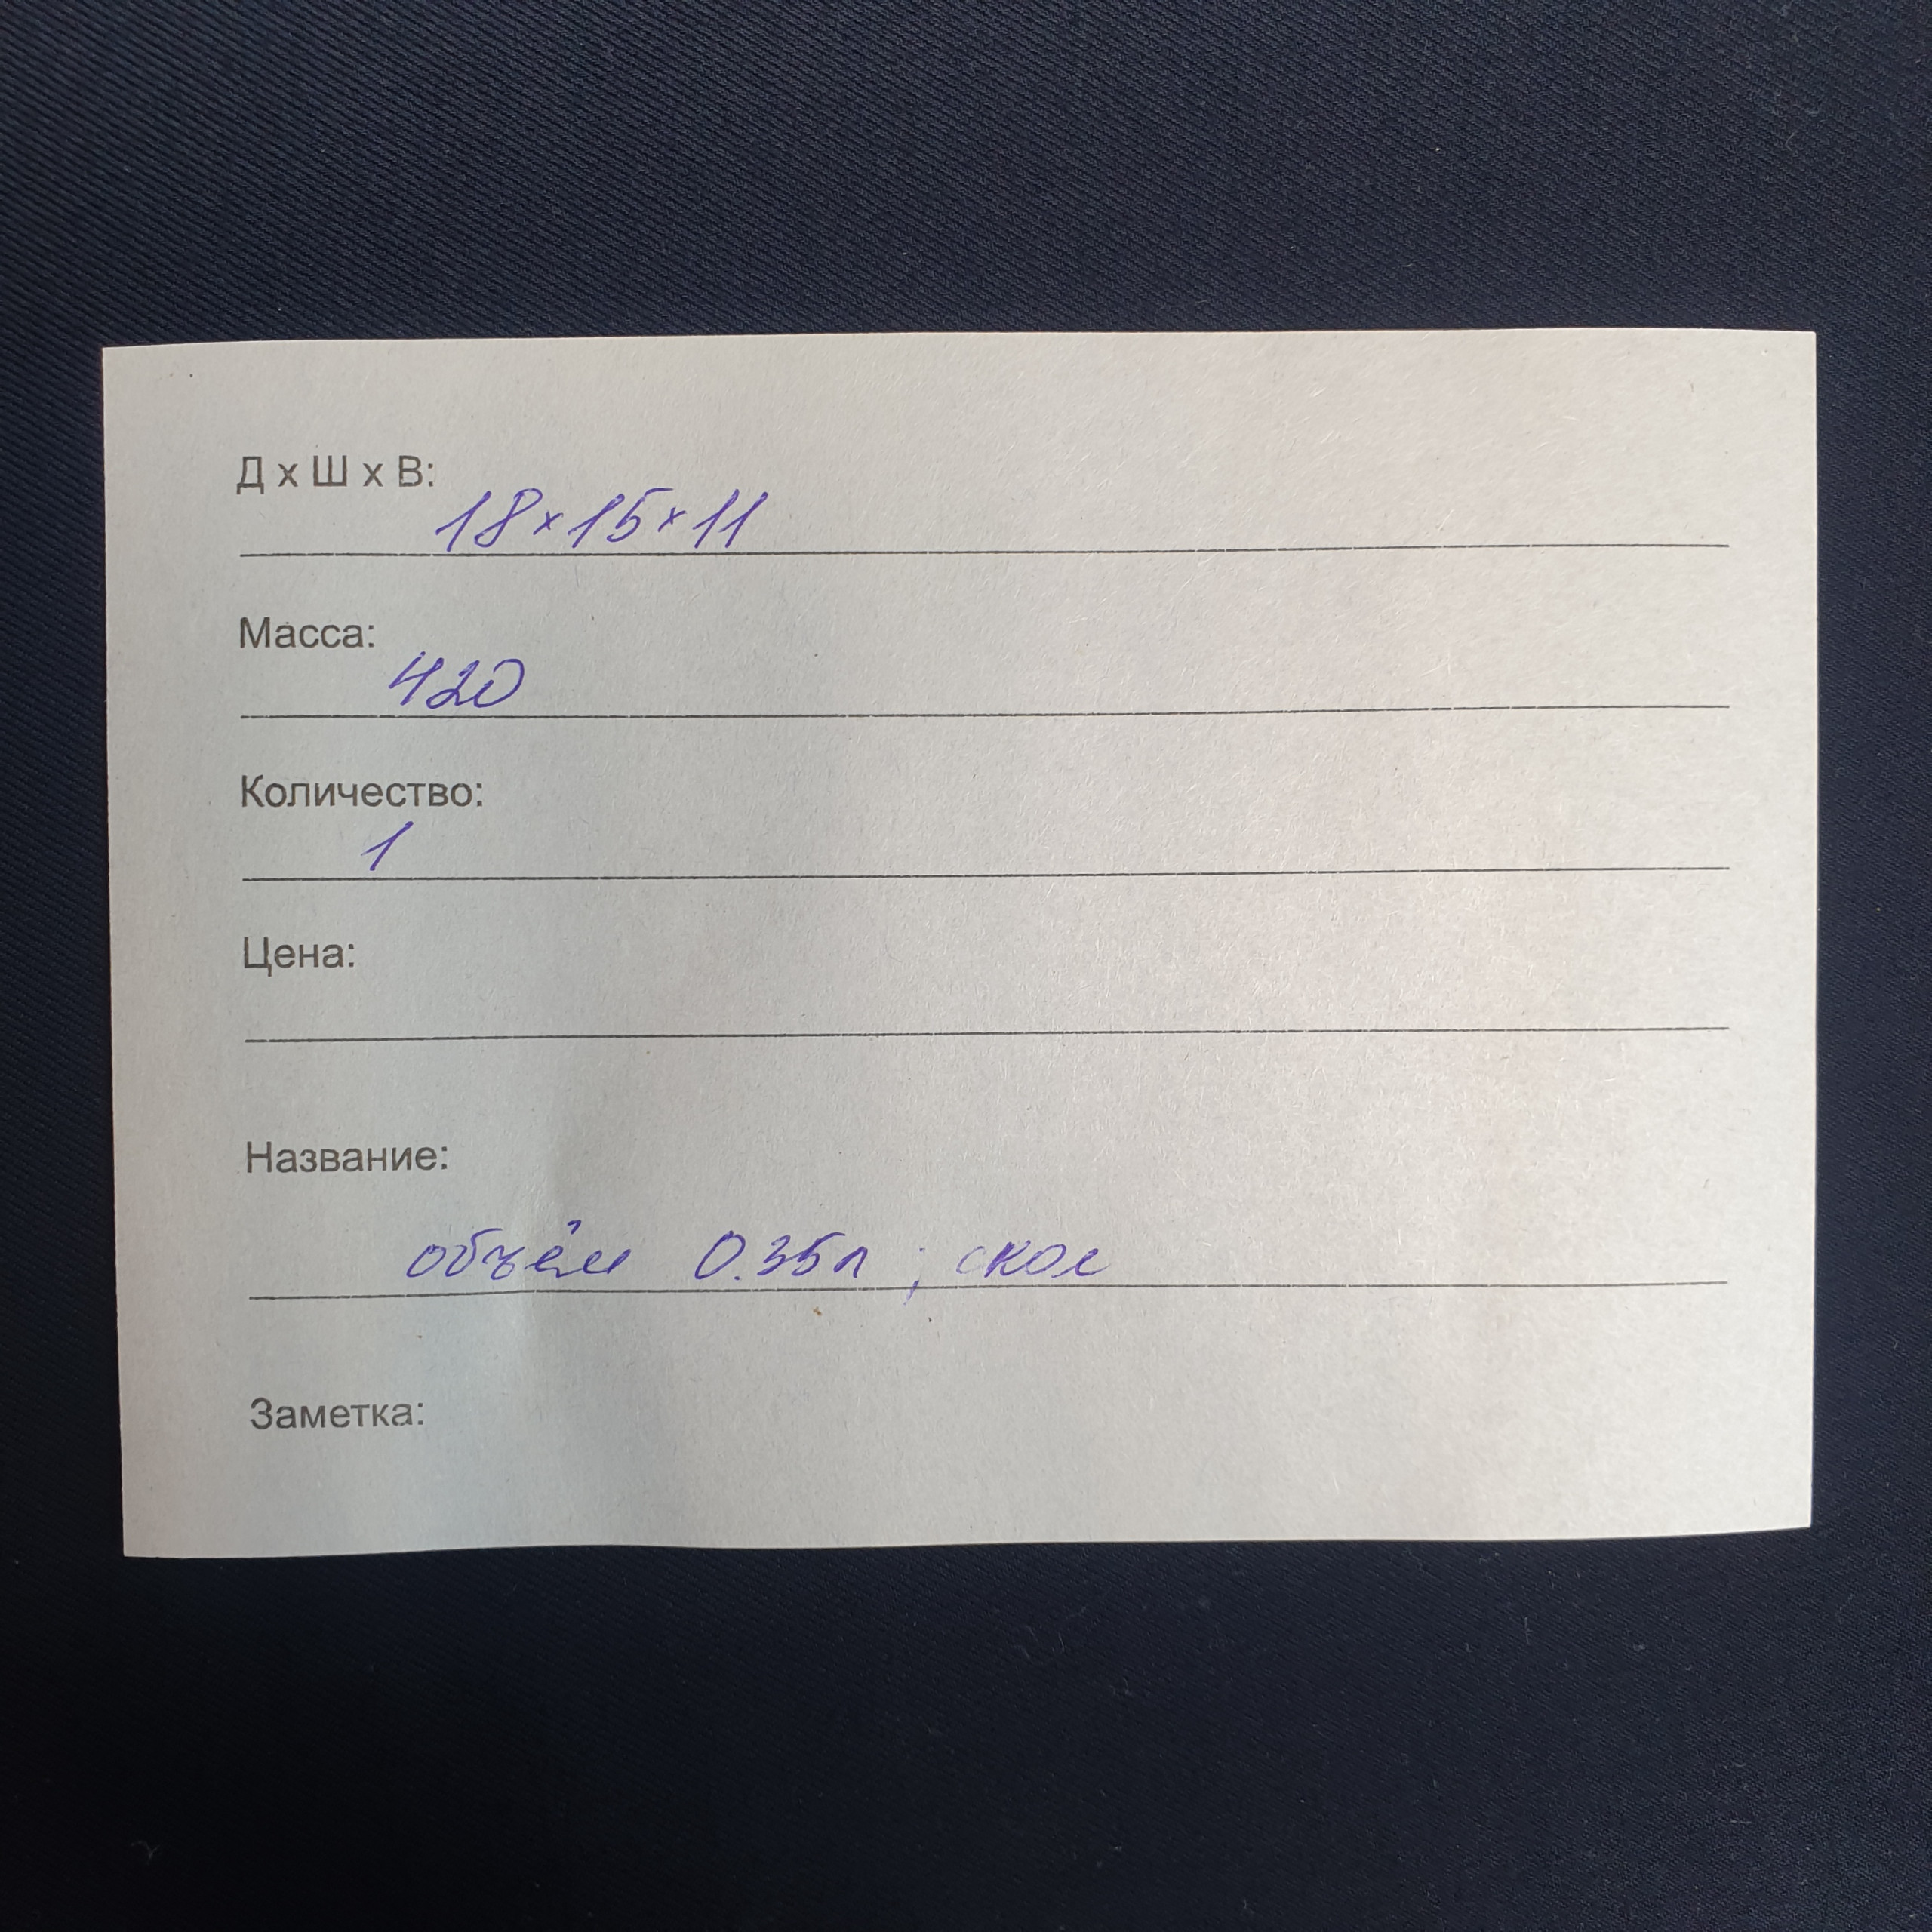 Д х Ш х В:
18×15×11
Масса:
420
Количество:
1
Цена:
Название:
объём 0.35л ; скол
Заметка: